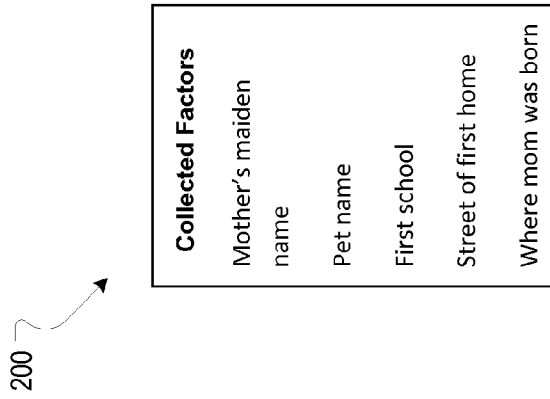 200
Collected Factors
Mother's maiden
name
Pet name
First school
Street of first home
Where mom was born